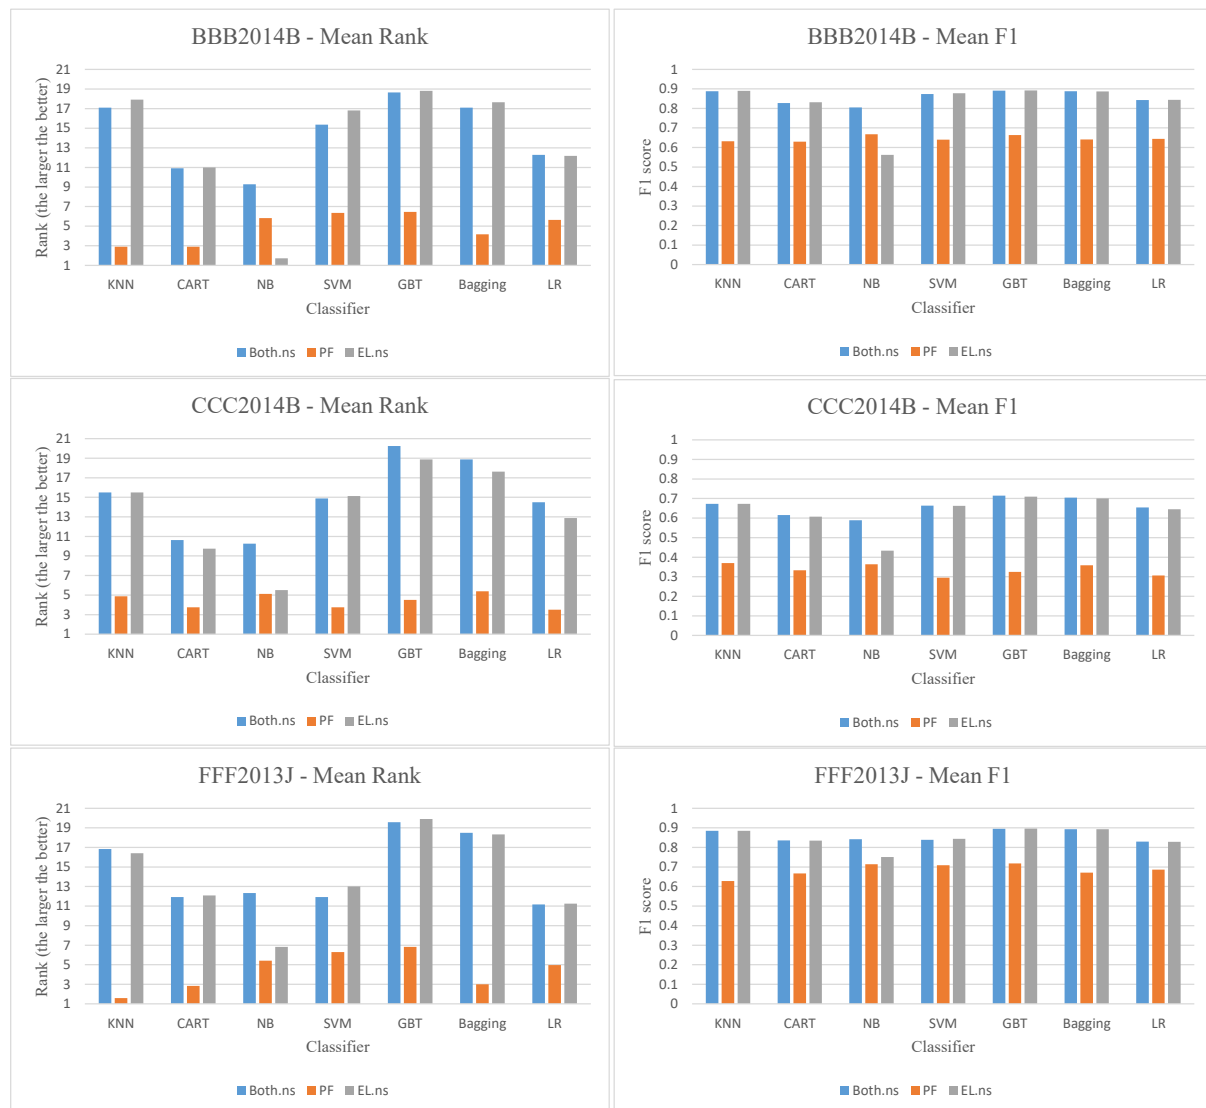 BBB2014B - Mean Rank
Rank (the larger the better)
21
19
17
15
13
11
9
7
5
3
1
KNN CART NB SVM GBT Bagging LR
Classifier
Both.ns PF EL.ns
BBB2014B - Mean F1
F1 score
1
0.9
0.8
0.7
0.6
0.5
0.4
0.3
0.2
0.1
0
KNN CART NB SVM GBT Bagging LR
Classifier
Both.ns PF EL.ns
CCC2014B - Mean Rank
Rank (the larger the better)
21
19
17
15
13
11
9
7
5
3
1
KNN CART NB SVM GBT Bagging LR
Classifier
Both.ns PF EL.ns
CCC2014B - Mean F1
F1 score
1
0.9
0.8
0.7
0.6
0.5
0.4
0.3
0.2
0.1
0
KNN CART NB SVM GBT Bagging LR
Classifier
Both.ns PF EL.ns
FFF2013J - Mean Rank
Rank (the larger the better)
21
19
17
15
13
11
9
7
5
3
1
KNN CART NB SVM GBT Bagging LR
Classifier
Both.ns PF EL.ns
FFF2013J - Mean F1
F1 score
1
0.9
0.8
0.7
0.6
0.5
0.4
0.3
0.2
0.1
0
KNN CART NB SVM GBT Bagging LR
Classifier
Both.ns PF EL.ns